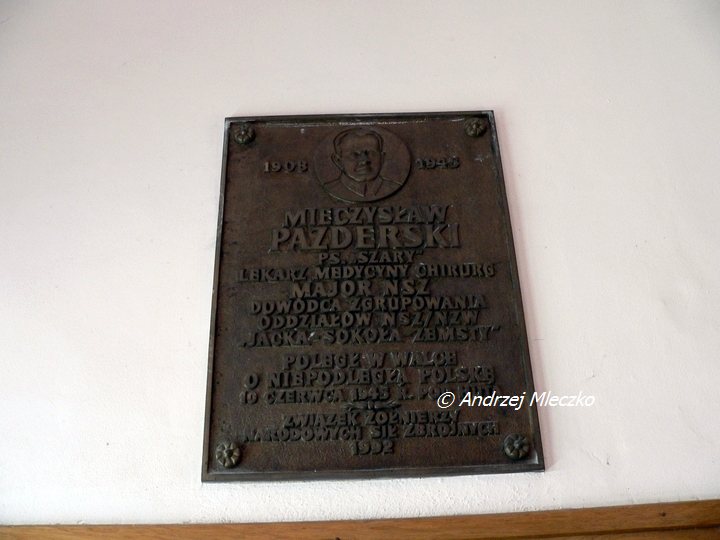 1908 1945
MIECZYSŁAW
PAZDERSKI
PS. „SZARY"
LEKARZ MEDYCYNY CHIRURG
MAJOR NSZ
DOWÓDCA ZGRUPOWANIA
ODDZIAŁÓW NSZ/NZW
„JACKA-SOKOŁA-ZEMSTY"
POLEGŁ W WALCE
O NIEPODLEGŁĄ POLSKĘ
10 CZERWCA 1945 K.
© Andrzej Mleczko
ZWIĄZEK ŻOŁNIERZY
NARODOWYCH SIŁ ZBROJNYCH
1992